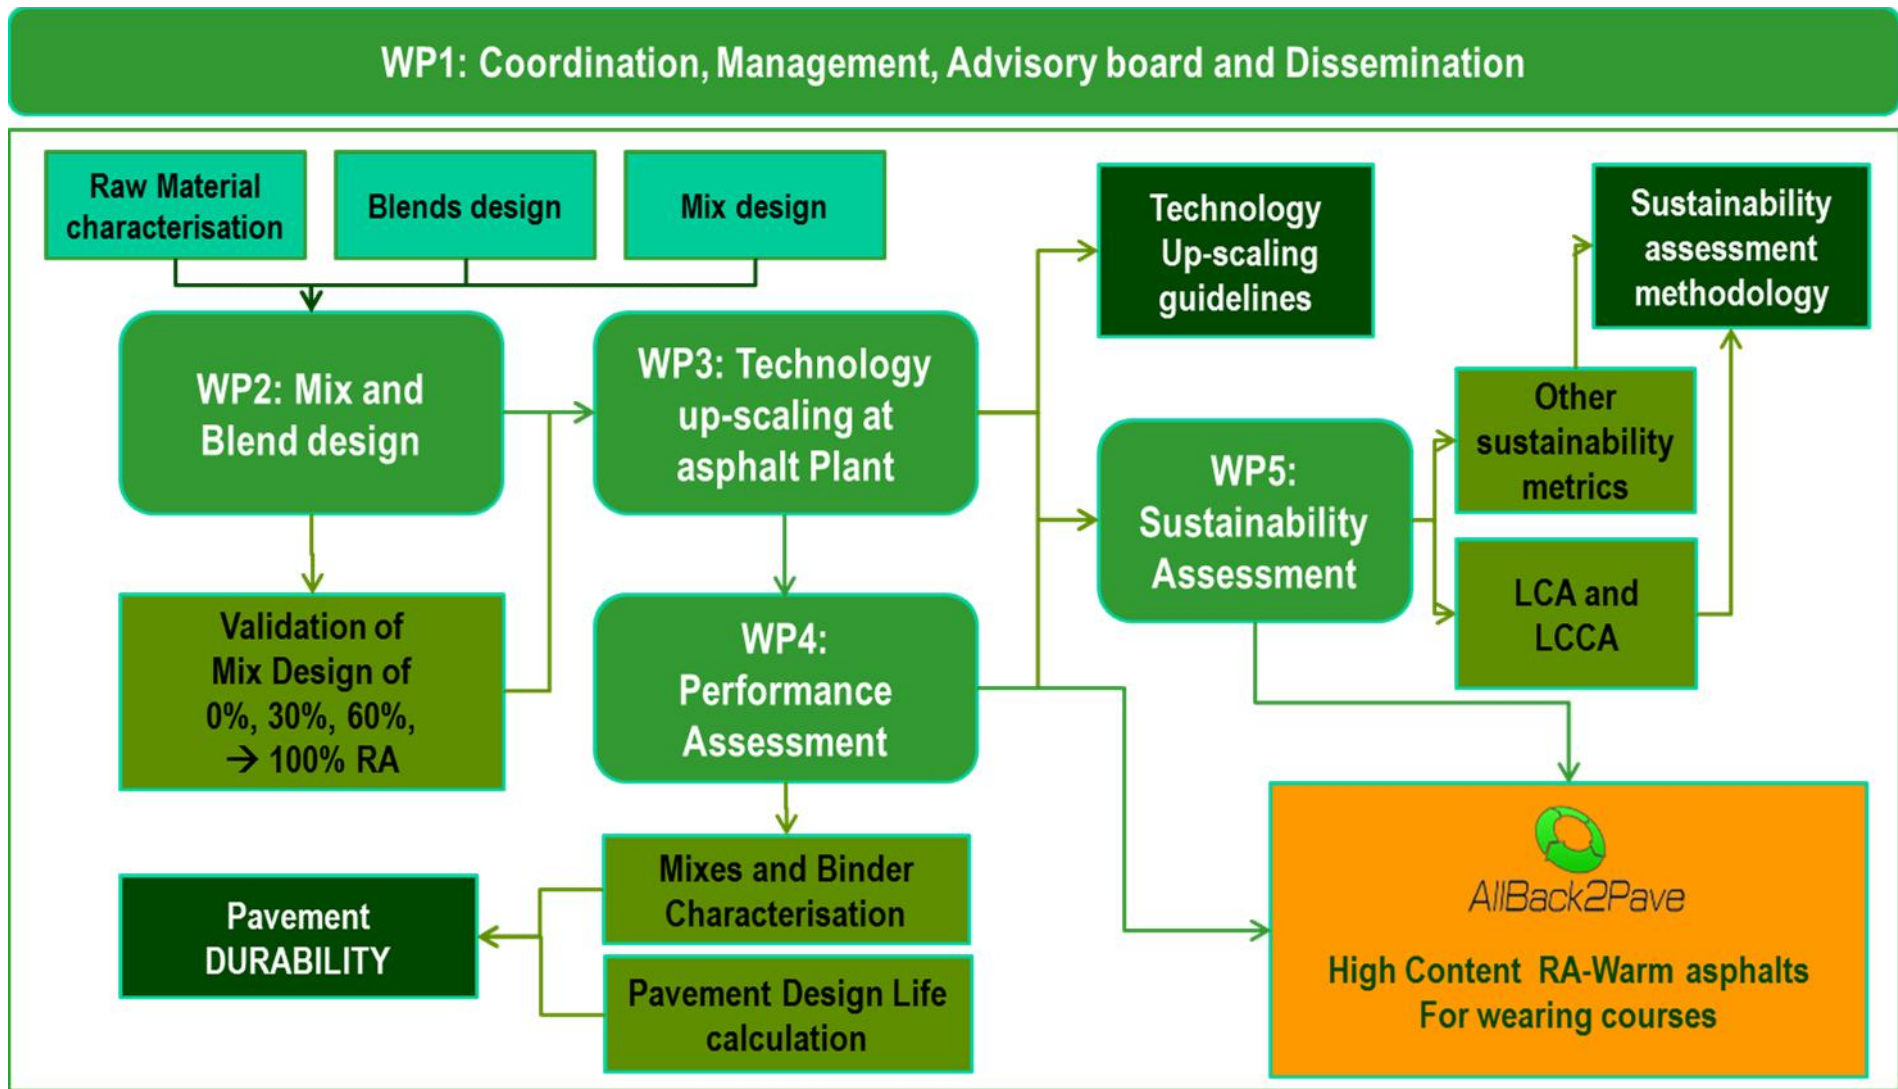 WP1: Coordination, Management, Advisory board and Dissemination
Raw Material
characterisation
Blends design
Mix design
Technology
Up-scaling
guidelines
Sustainability
assessment
methodology
WP2: Mix and
Blend design
WP3: Technology
up-scaling at
asphalt Plant
Other
sustainability
metrics
WP5:
Sustainability
Assessment
LCA and
LCCA
Validation of
Mix Design of
0%, 30%, 60%,
→ 100% RA
WP4:
Performance
Assessment
Mixes and Binder
Characterisation
Pavement
DURABILITY
Pavement Design Life
calculation
AllBack2Pave
High Content RA-Warm asphalts
For wearing courses